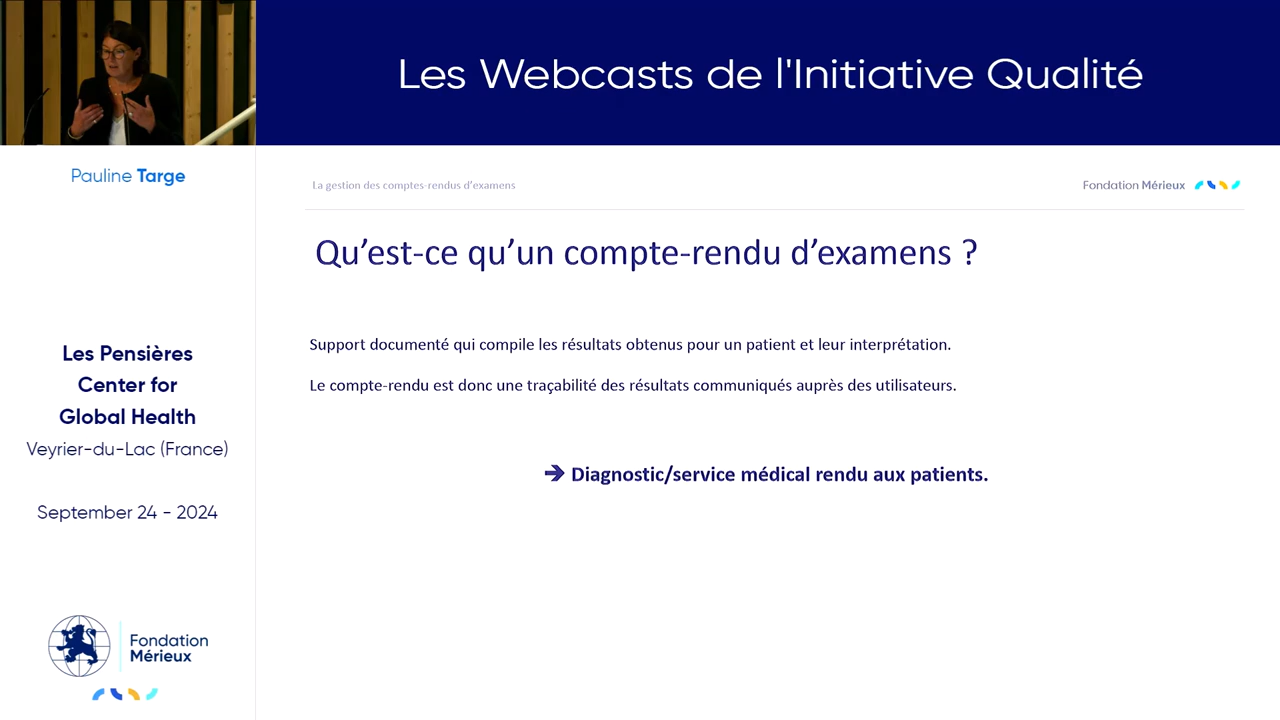 Les Webcasts de l'Initiative Qualité
Pauline Targe
Les Pensières
Center for
Global Health
Veyrier-du-Lac (France)
September 24 - 2024
Fondation
Mérieux
La gestion des comptes-rendus d’examens
Fondation Mérieux
Qu’est-ce qu’un compte-rendu d’examens ?
Support documenté qui compile les résultats obtenus pour un patient et leur interprétation.
Le compte-rendu est donc une traçabilité des résultats communiqués auprès des utilisateurs.
➔ Diagnostic/service médical rendu aux patients.